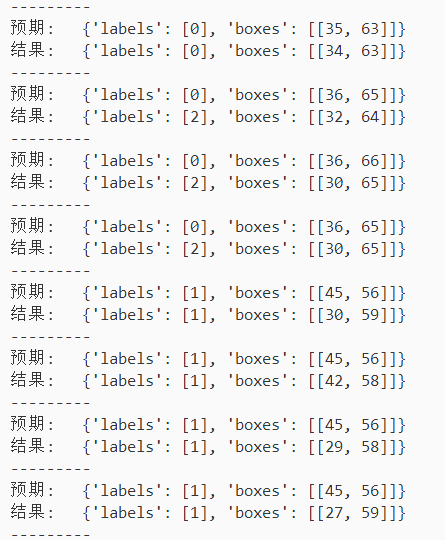 ---------
预期:  {'labels': [0], 'boxes': [[35, 63]]}
结果:  {'labels': [0], 'boxes': [[34, 63]]}
---------
预期:  {'labels': [0], 'boxes': [[36, 65]]}
结果:  {'labels': [2], 'boxes': [[32, 64]]}
---------
预期:  {'labels': [0], 'boxes': [[36, 66]]}
结果:  {'labels': [2], 'boxes': [[30, 65]]}
---------
预期:  {'labels': [0], 'boxes': [[36, 65]]}
结果:  {'labels': [2], 'boxes': [[30, 65]]}
---------
预期:  {'labels': [1], 'boxes': [[45, 56]]}
结果:  {'labels': [1], 'boxes': [[30, 59]]}
---------
预期:  {'labels': [1], 'boxes': [[45, 56]]}
结果:  {'labels': [1], 'boxes': [[42, 58]]}
---------
预期:  {'labels': [1], 'boxes': [[45, 56]]}
结果:  {'labels': [1], 'boxes': [[29, 58]]}
---------
预期:  {'labels': [1], 'boxes': [[45, 56]]}
结果:  {'labels': [1], 'boxes': [[27, 59]]}
---------